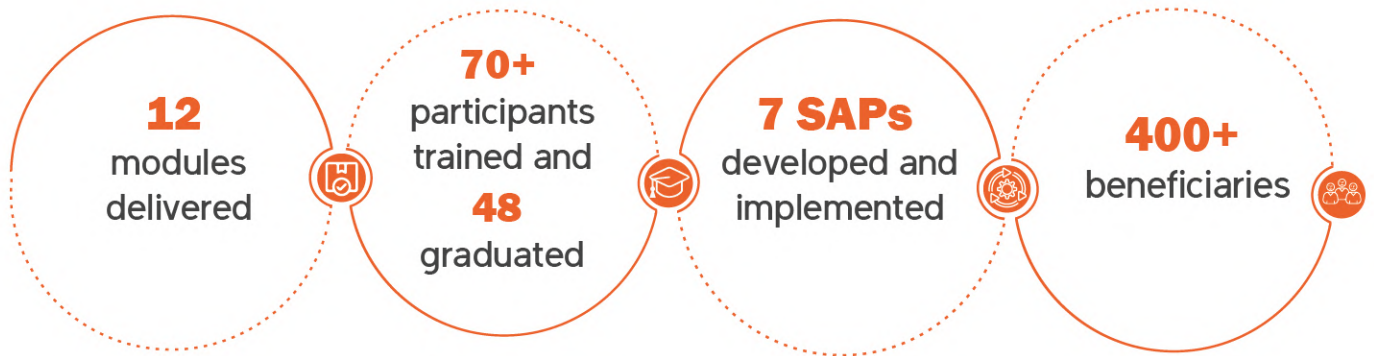 12
modules
delivered
70+
participants
trained and
48
graduated
7 SAPs
developed and
implemented
400+
beneficiaries